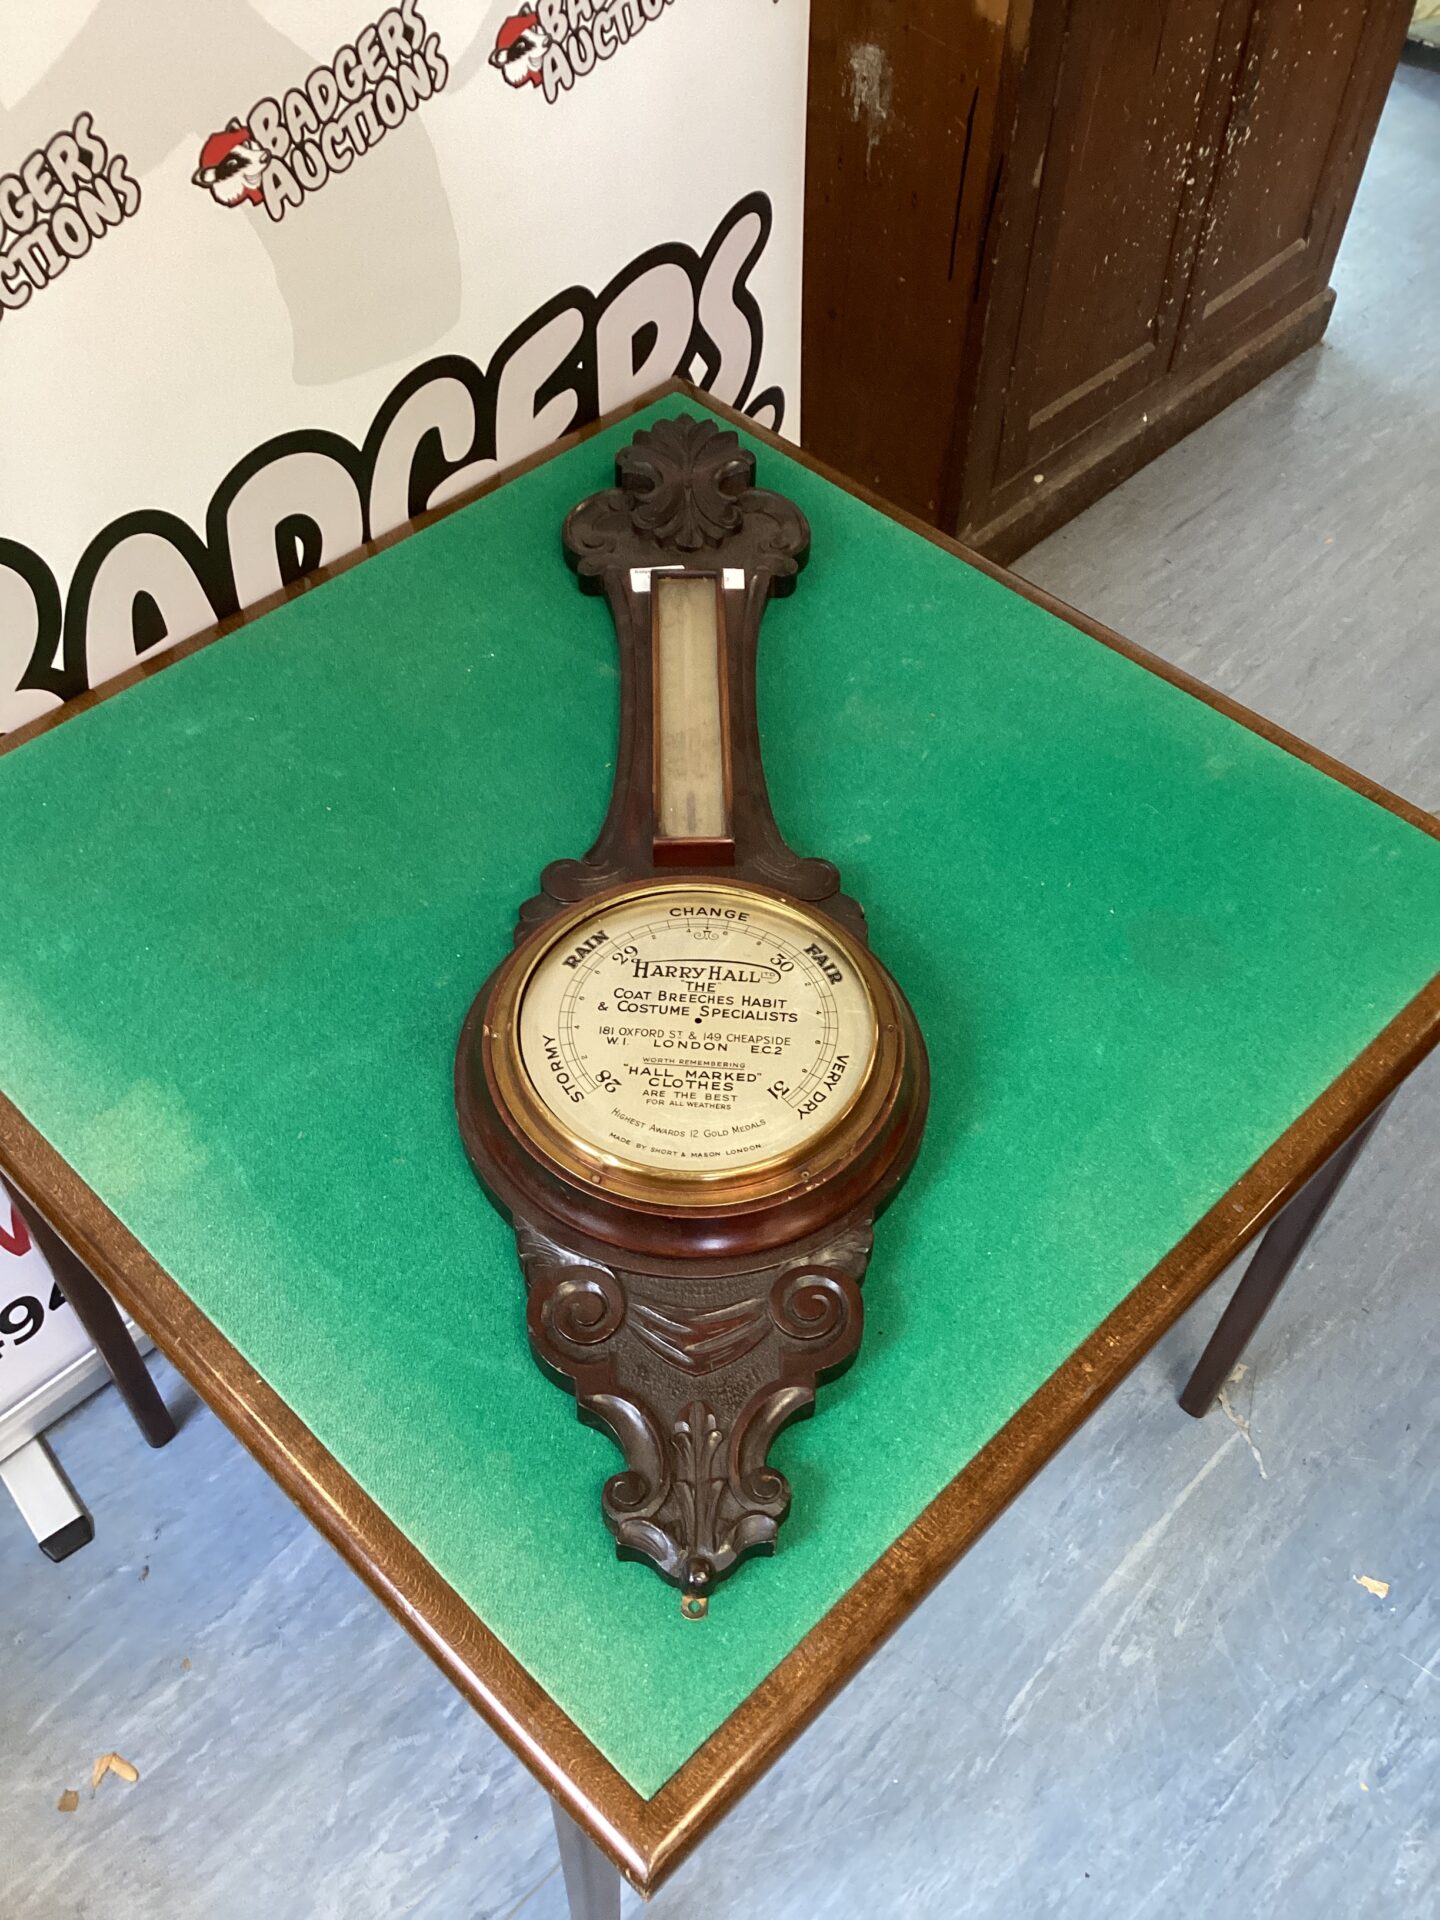 BADGERS
AUCTIONS
BADGERS
AUCTIONS
BADGERS
CHANGE
RAIN
FAIR
29
30
HARRY HALL LTD
"THE"
COAT BREECHES HABIT
& COSTUME SPECIALISTS
181 OXFORD ST. & 149 CHEAPSIDE
W.1. LONDON EC2
WORTH REMEMBERING
"HALL MARKED"
CLOTHES
ARE THE BEST
FOR ALL WEATHERS
STORMY
28
31
VERY DRY
HIGHEST AWARDS 12 GOLD MEDALS
MADE BY SHORT & MASON LONDON